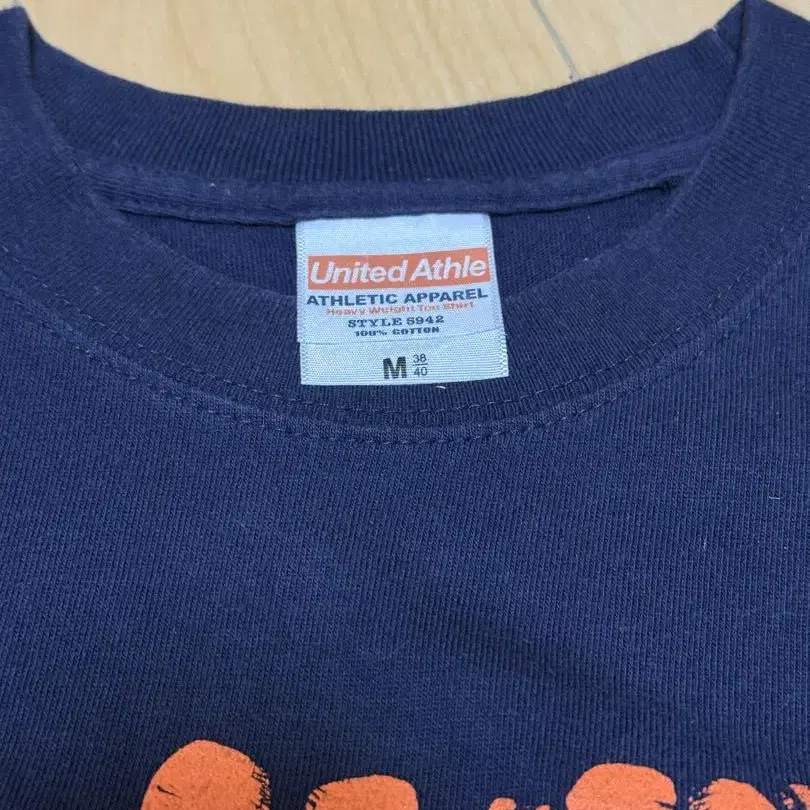 United Athle
ATHLETIC APPAREL
Heavy Weight Tee Shirt
STYLE 5942
100% COTTON
M 38/40